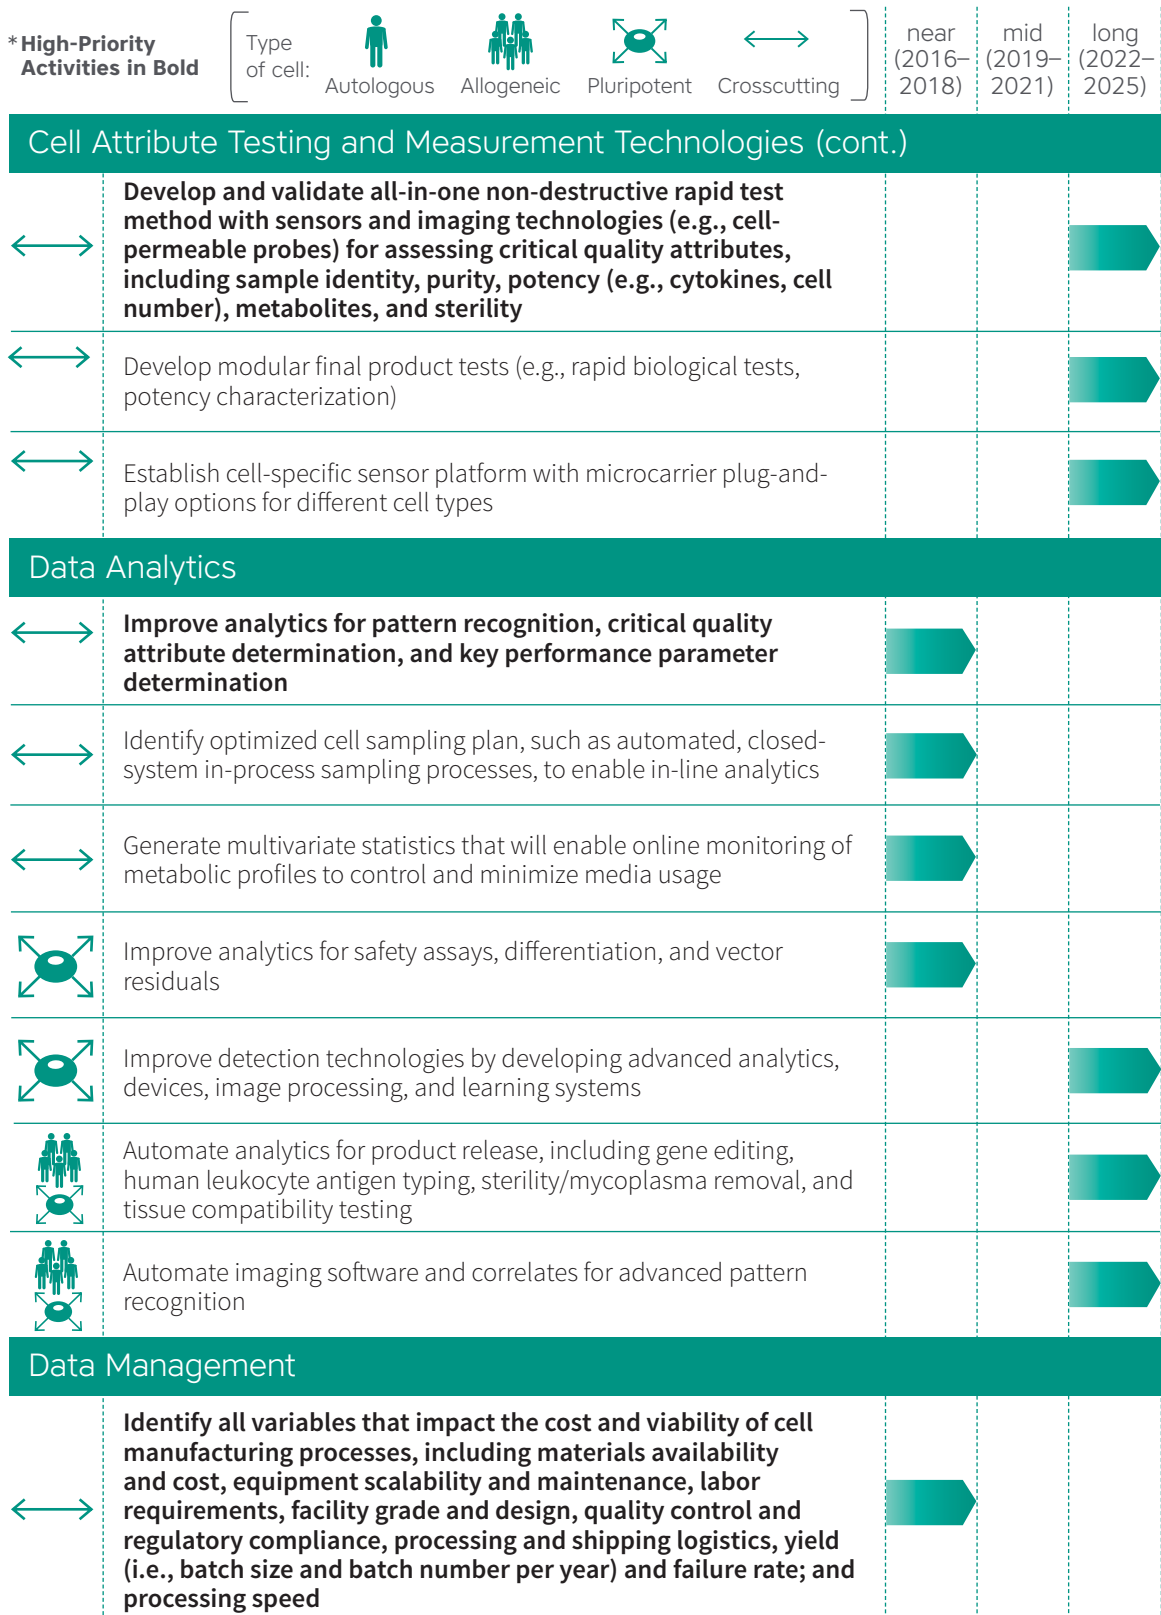 *High-Priority
Activities in Bold
Type
of cell:
Autologous
Allogeneic
Pluripotent
Crosscutting
near
(2016–
2018)
mid
(2019–
2021)
long
(2022–
2025)
Cell Attribute Testing and Measurement Technologies (cont.)
Develop and validate all-in-one non-destructive rapid test
method with sensors and imaging technologies (e.g., cell-
permeable probes) for assessing critical quality attributes,
including sample identity, purity, potency (e.g., cytokines, cell
number), metabolites, and sterility
Develop modular final product tests (e.g., rapid biological tests,
potency characterization)
Establish cell-specific sensor platform with microcarrier plug-and-
play options for different cell types
Data Analytics
Improve analytics for pattern recognition, critical quality
attribute determination, and key performance parameter
determination
Identify optimized cell sampling plan, such as automated, closed-
system in-process sampling processes, to enable in-line analytics
Generate multivariate statistics that will enable online monitoring of
metabolic profiles to control and minimize media usage
Improve analytics for safety assays, differentiation, and vector
residuals
Improve detection technologies by developing advanced analytics,
devices, image processing, and learning systems
Automate analytics for product release, including gene editing,
human leukocyte antigen typing, sterility/mycoplasma removal, and
tissue compatibility testing
Automate imaging software and correlates for advanced pattern
recognition
Data Management
Identify all variables that impact the cost and viability of cell
manufacturing processes, including materials availability
and cost, equipment scalability and maintenance, labor
requirements, facility grade and design, quality control and
regulatory compliance, processing and shipping logistics, yield
(i.e., batch size and batch number per year) and failure rate; and
processing speed